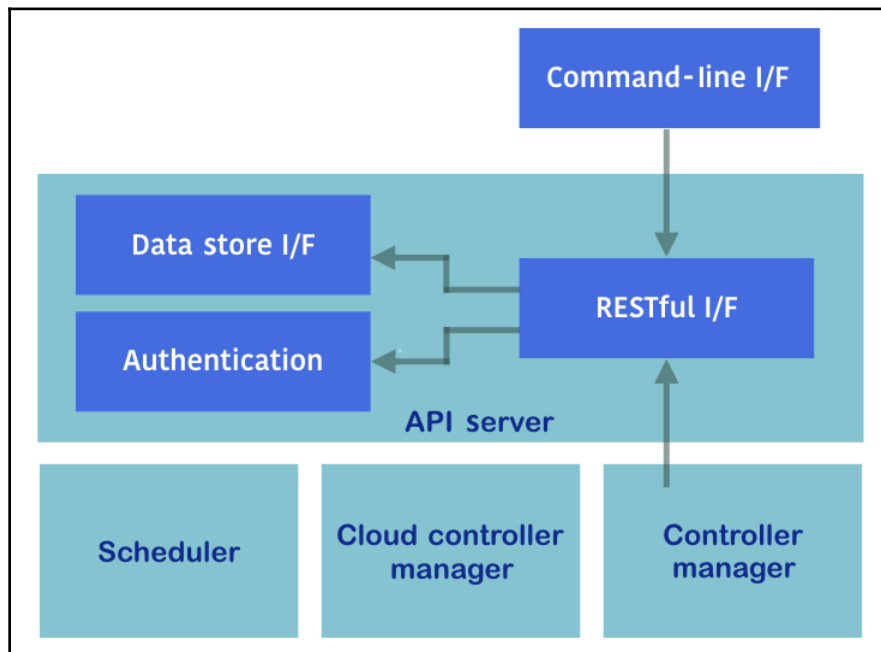 Command-line I/F
Data store I/F
RESTful I/F
Authentication
API server
Scheduler
Cloud controller
manager
Controller
manager